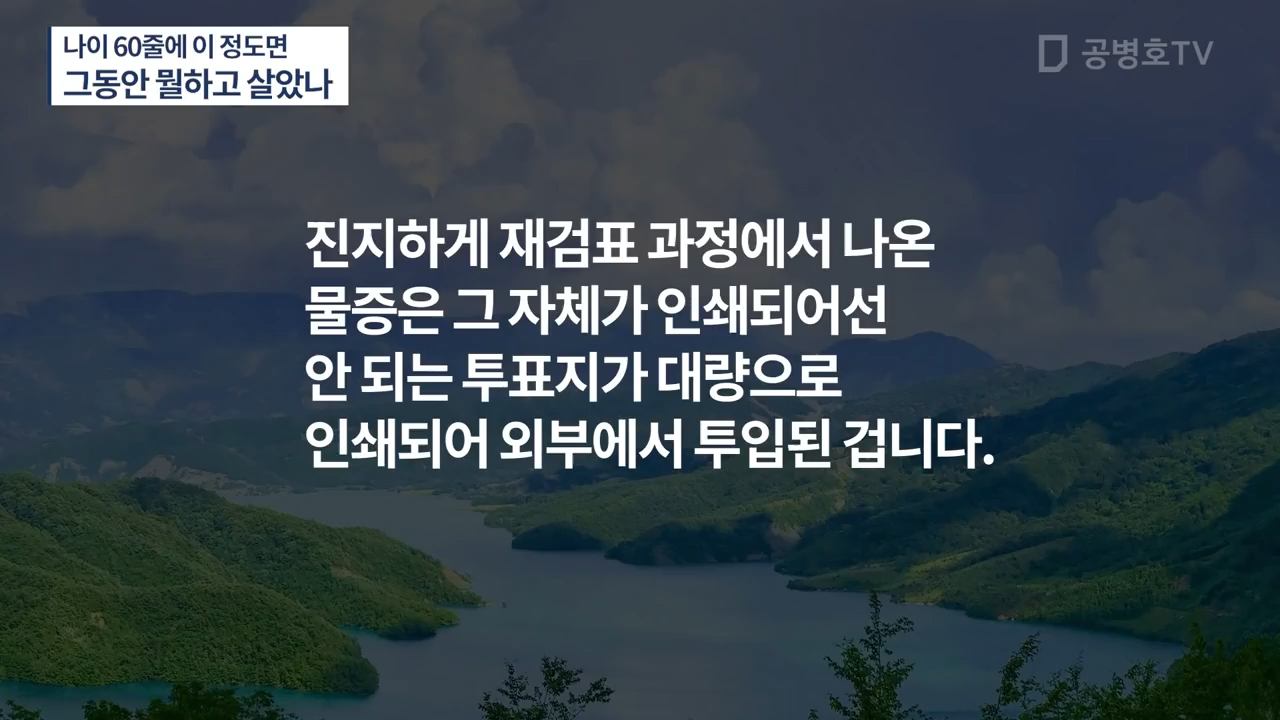 나이 60줄에 이 정도면
그동안 뭘하고 살았나
공병호TV
진지하게 재검표 과정에서 나온
물증은 그 자체가 인쇄되어선
안 되는 투표지가 대량으로
인쇄되어 외부에서 투입된 겁니다.